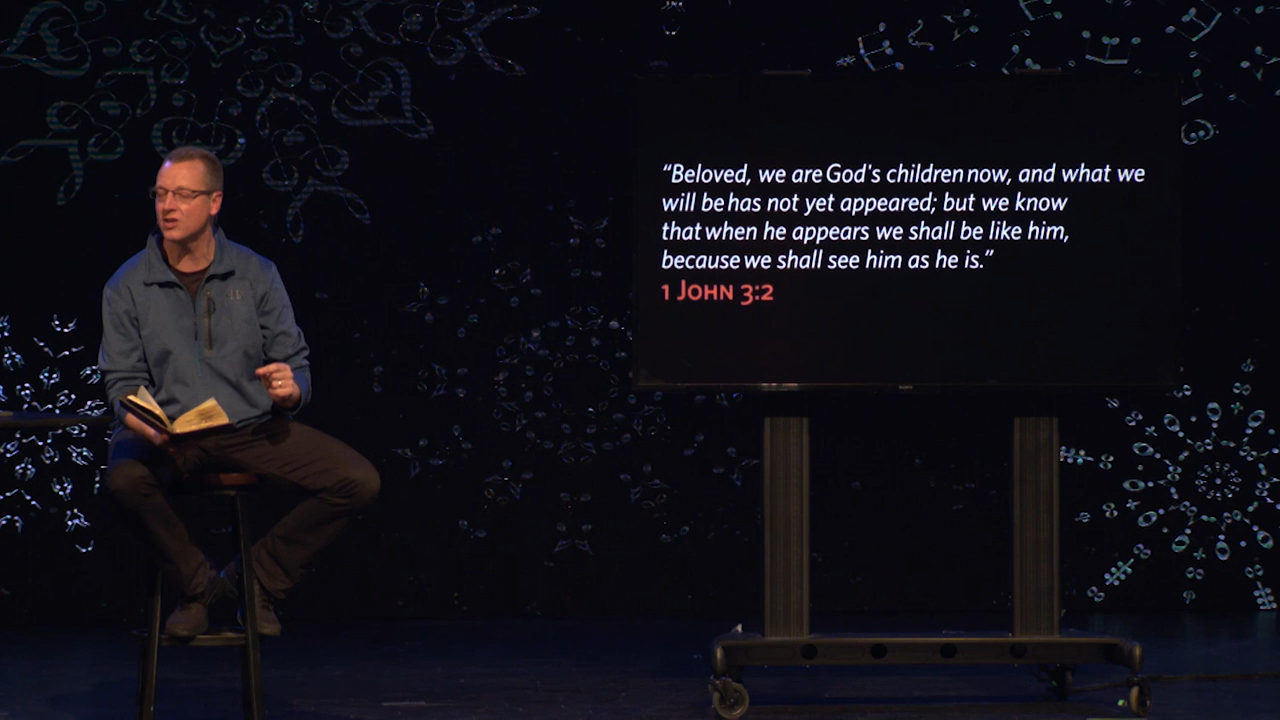 “Beloved, we are God's children now, and what we
will be has not yet appeared; but we know
that when he appears we shall be like him,
because we shall see him as he is.”
1 John 3:2